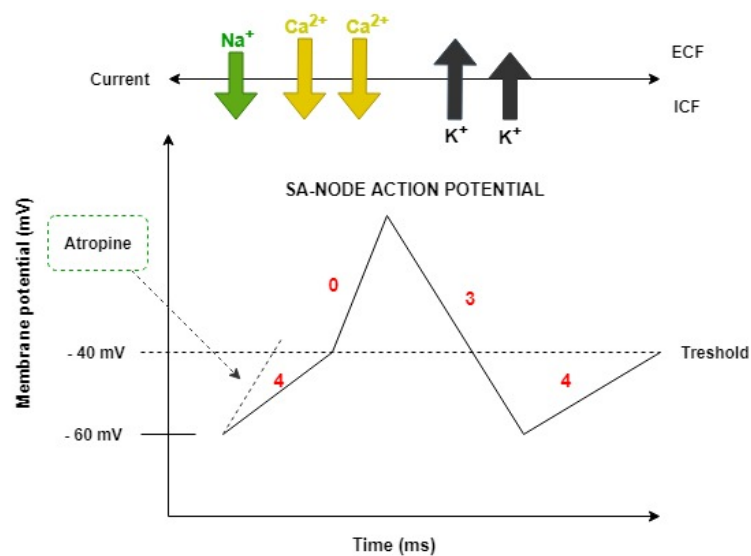 Na⁺ Ca²⁺ Ca²⁺
ECF
Current
ICF
K⁺ K⁺
SA-NODE ACTION POTENTIAL
Atropine
Membrane potential (mV)
0
3
- 40 mV
Treshold
4
4
- 60 mV
Time (ms)